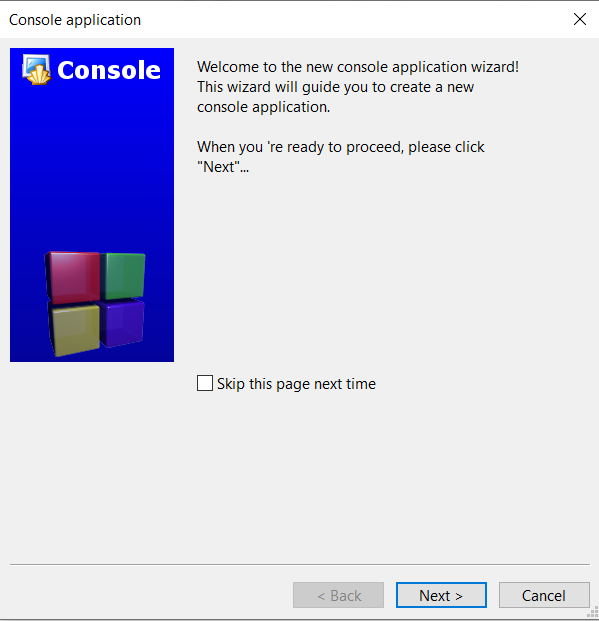 Console application
Console
Welcome to the new console application wizard!
This wizard will guide you to create a new
console application.
When you 're ready to proceed, please click
"Next"...
Skip this page next time
< Back
Next >
Cancel